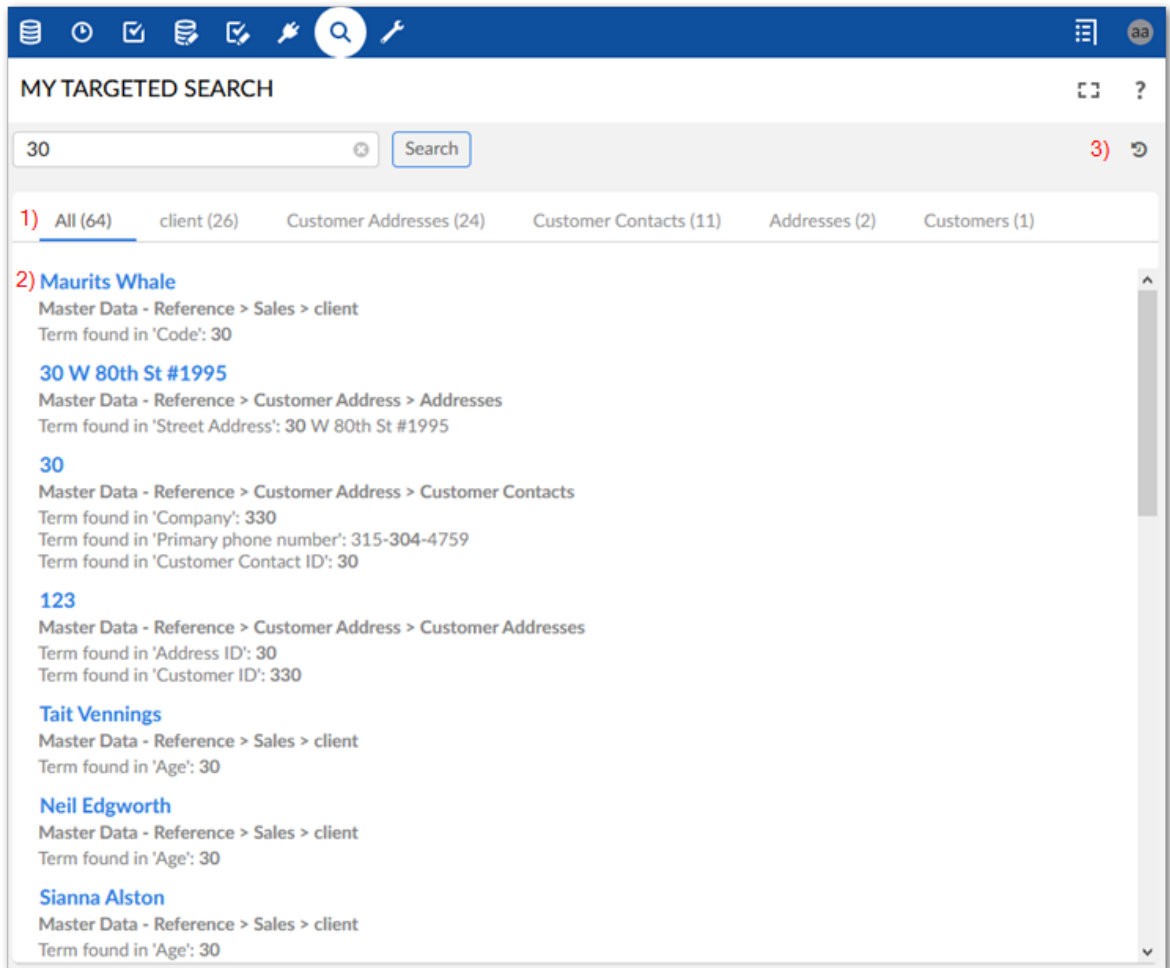 aa
MY TARGETED SEARCH ?
30 Search 3)
1) All (64) client (26) Customer Addresses (24) Customer Contacts (11) Addresses (2) Customers (1)
2) Maurits Whale
Master Data - Reference > Sales > client
Term found in 'Code': 30
30 W 80th St #1995
Master Data - Reference > Customer Address > Addresses
Term found in 'Street Address': 30 W 80th St #1995
30
Master Data - Reference > Customer Address > Customer Contacts
Term found in 'Company': 330
Term found in 'Primary phone number': 315-304-4759
Term found in 'Customer Contact ID': 30
123
Master Data - Reference > Customer Address > Customer Addresses
Term found in 'Address ID': 30
Term found in 'Customer ID': 330
Tait Vennings
Master Data - Reference > Sales > client
Term found in 'Age': 30
Neil Edgworth
Master Data - Reference > Sales > client
Term found in 'Age': 30
Sianna Alston
Master Data - Reference > Sales > client
Term found in 'Age': 30